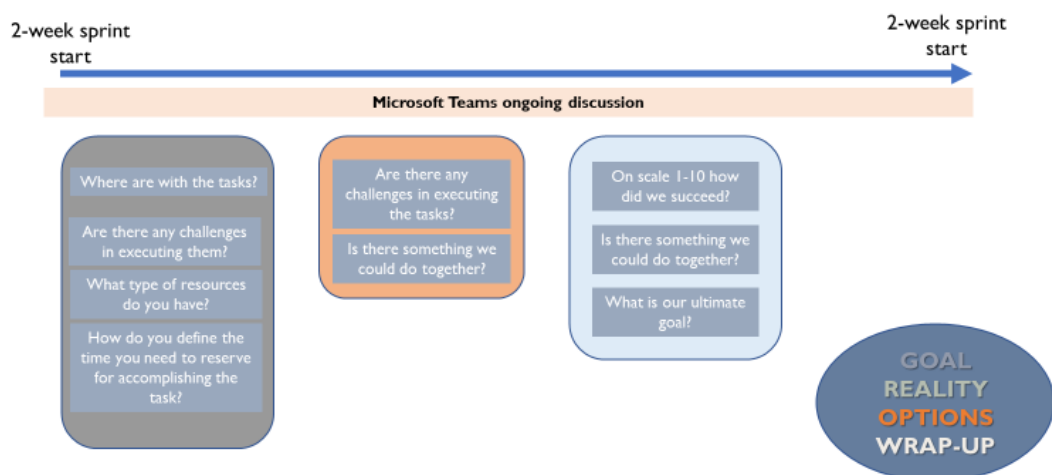 2-week sprint
start
2-week sprint
start
Microsoft Teams ongoing discussion
Where are with the tasks?
Are there any challenges
in executing them?
What type of resources
do you have?
How do you define the
time you need to reserve
for accomplishing the
task?
Are there any
challenges in executing
the tasks?
Is there something we
could do together?
On scale 1-10 how
did we succeed?
Is there something we
could do together?
What is our ultimate
goal?
GOAL
REALITY
OPTIONS
WRAP-UP